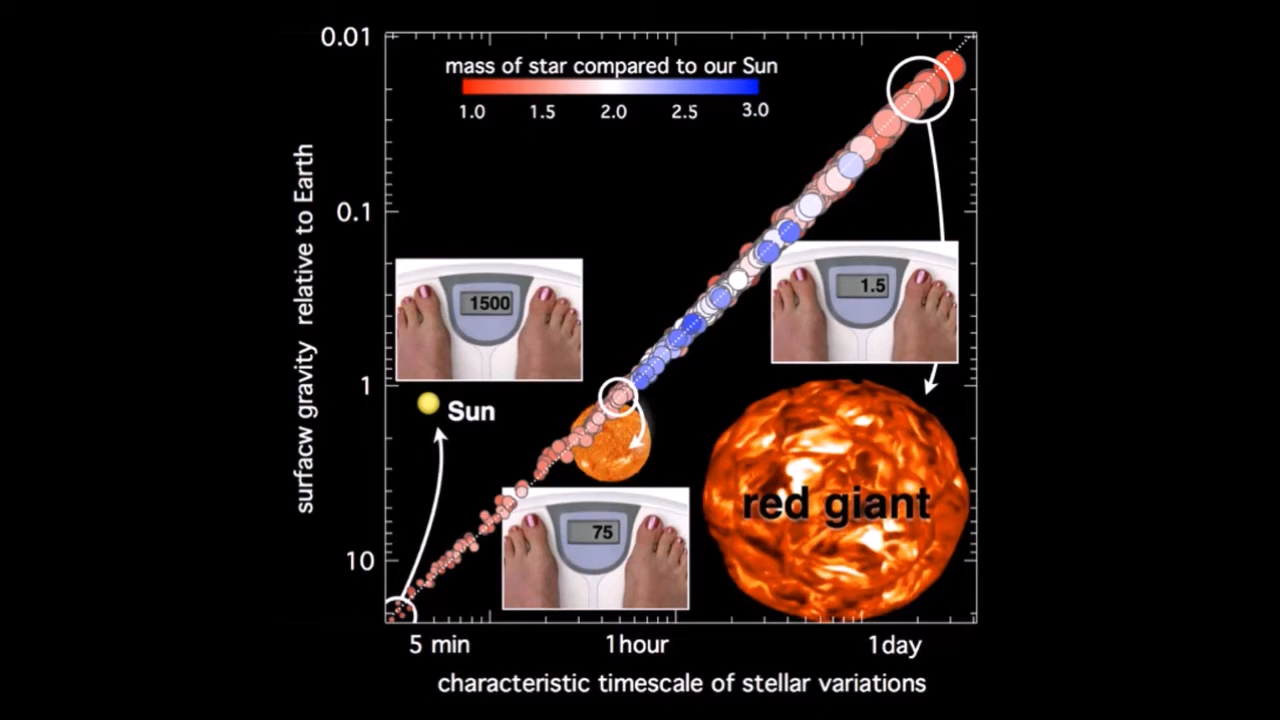 0.01
mass of star compared to our Sun
1.0 1.5 2.0 2.5 3.0
surfacw gravity relative to Earth
0.1
1500
1.5
1
Sun
red giant
75
10
5 min 1hour 1day
characteristic timescale of stellar variations